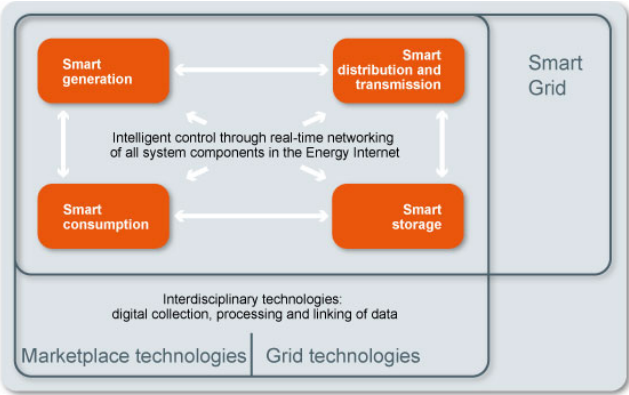 Smart
generation
Smart
distribution and
transmission
Smart
Grid
Intelligent control through real-time networking
of all system components in the Energy Internet
Smart
consumption
Smart
storage
Interdisciplinary technologies:
digital collection, processing and linking of data
Marketplace technologies
Grid technologies